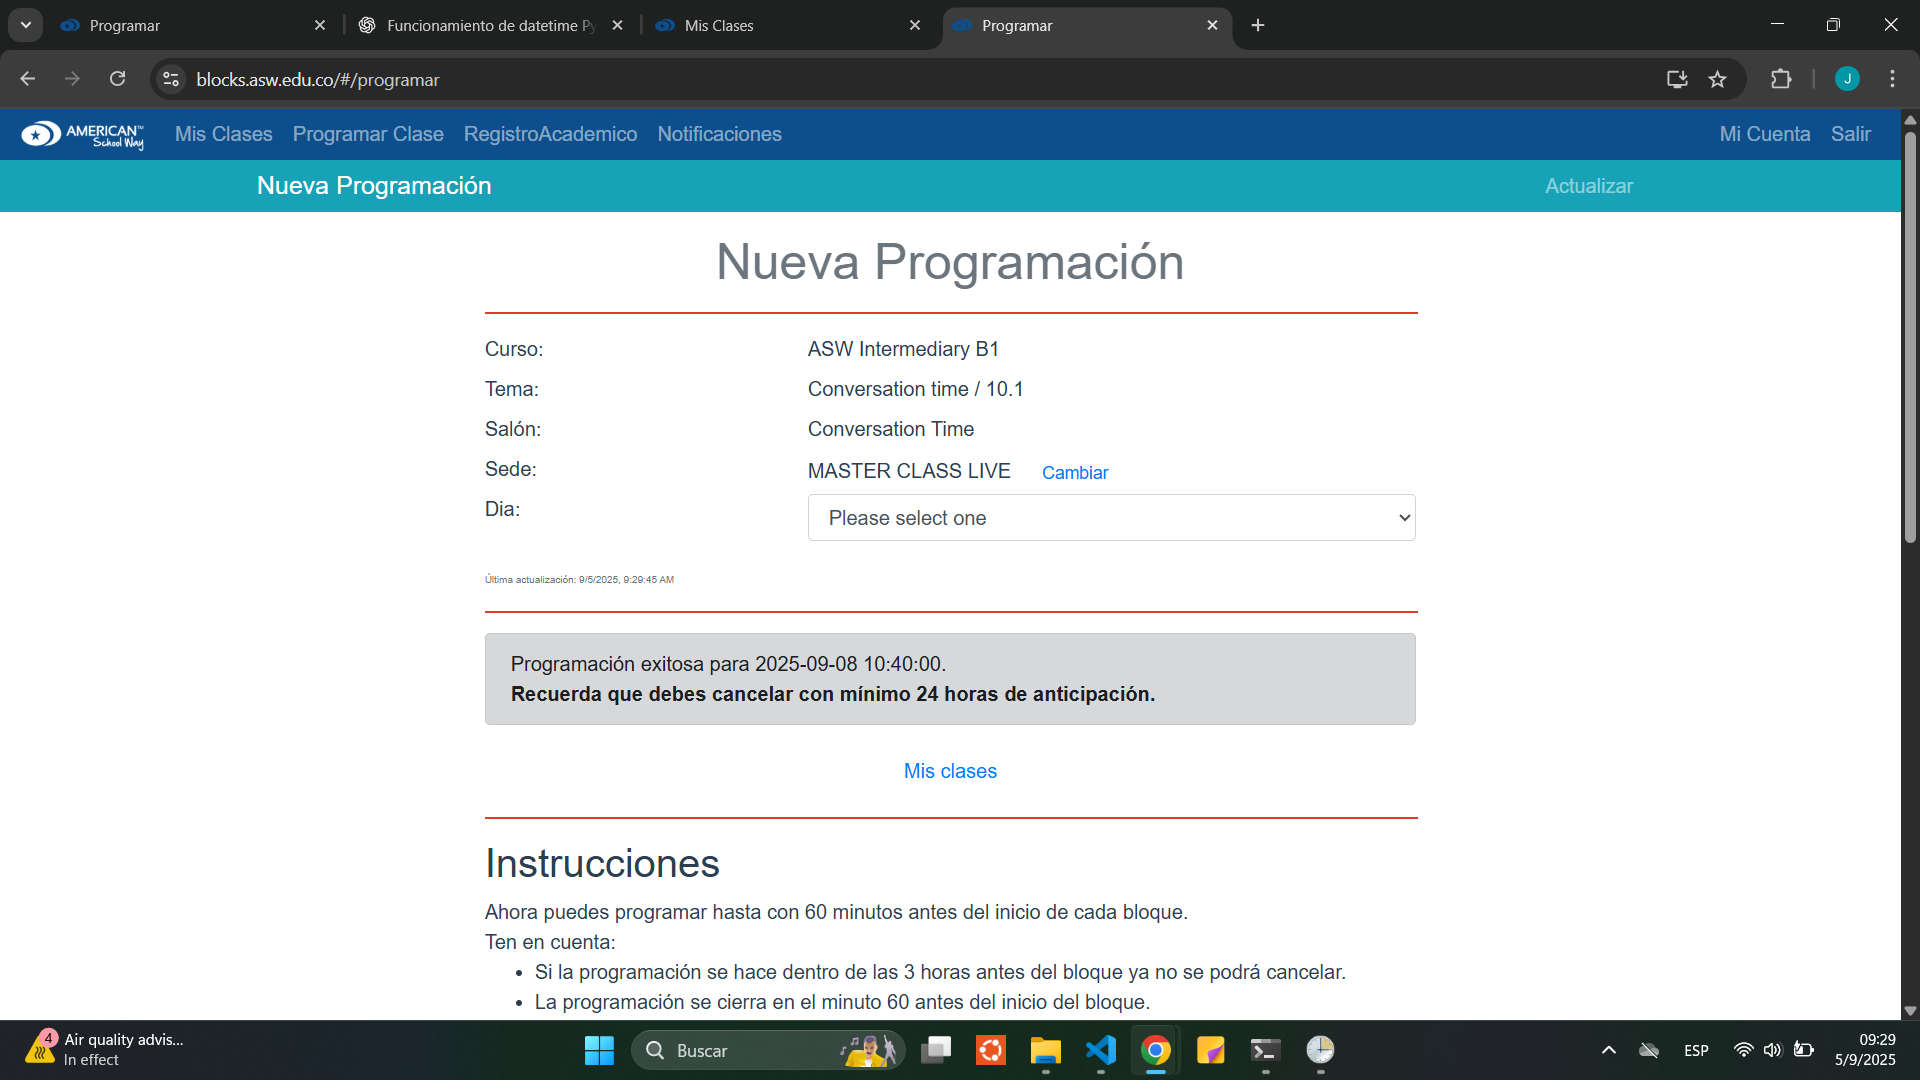 Programar
Funcionamiento de datetime Py
Mis Clases
Programar
blocks.asw.edu.co/#/programar
J
AMERICAN™
School Way
Mis Clases Programar Clase RegistroAcademico Notificaciones Mi Cuenta Salir
Nueva Programación Actualizar
Nueva Programación
Curso: ASW Intermediary B1
Tema: Conversation time / 10.1
Salón: Conversation Time
Sede: MASTER CLASS LIVE Cambiar
Dia: Please select one
Última actualización: 9/5/2025, 9:29:45 AM
Programación exitosa para 2025-09-08 10:40:00.
Recuerda que debes cancelar con mínimo 24 horas de anticipación.
Mis clases
Instrucciones
Ahora puedes programar hasta con 60 minutos antes del inicio de cada bloque.
Ten en cuenta:
• Si la programación se hace dentro de las 3 horas antes del bloque ya no se podrá cancelar.
• La programación se cierra en el minuto 60 antes del inicio del bloque.
4
Air quality advis...
In effect
Buscar
ESP
09:29
5/9/2025